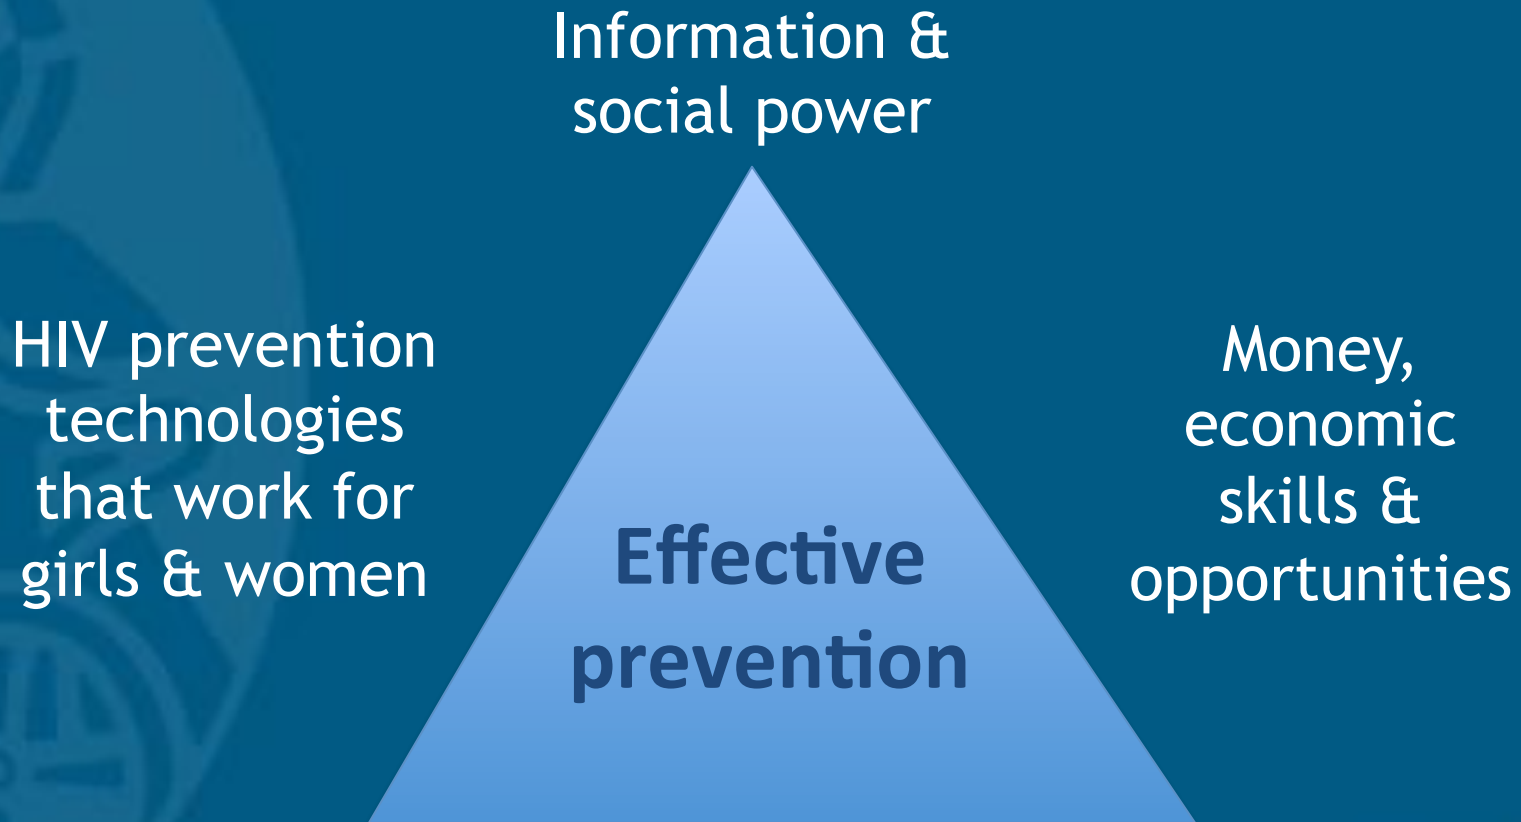 Information &
social power
HIV prevention
technologies
that work for
girls & women
Money,
economic
skills &
opportunities
Effective
prevention